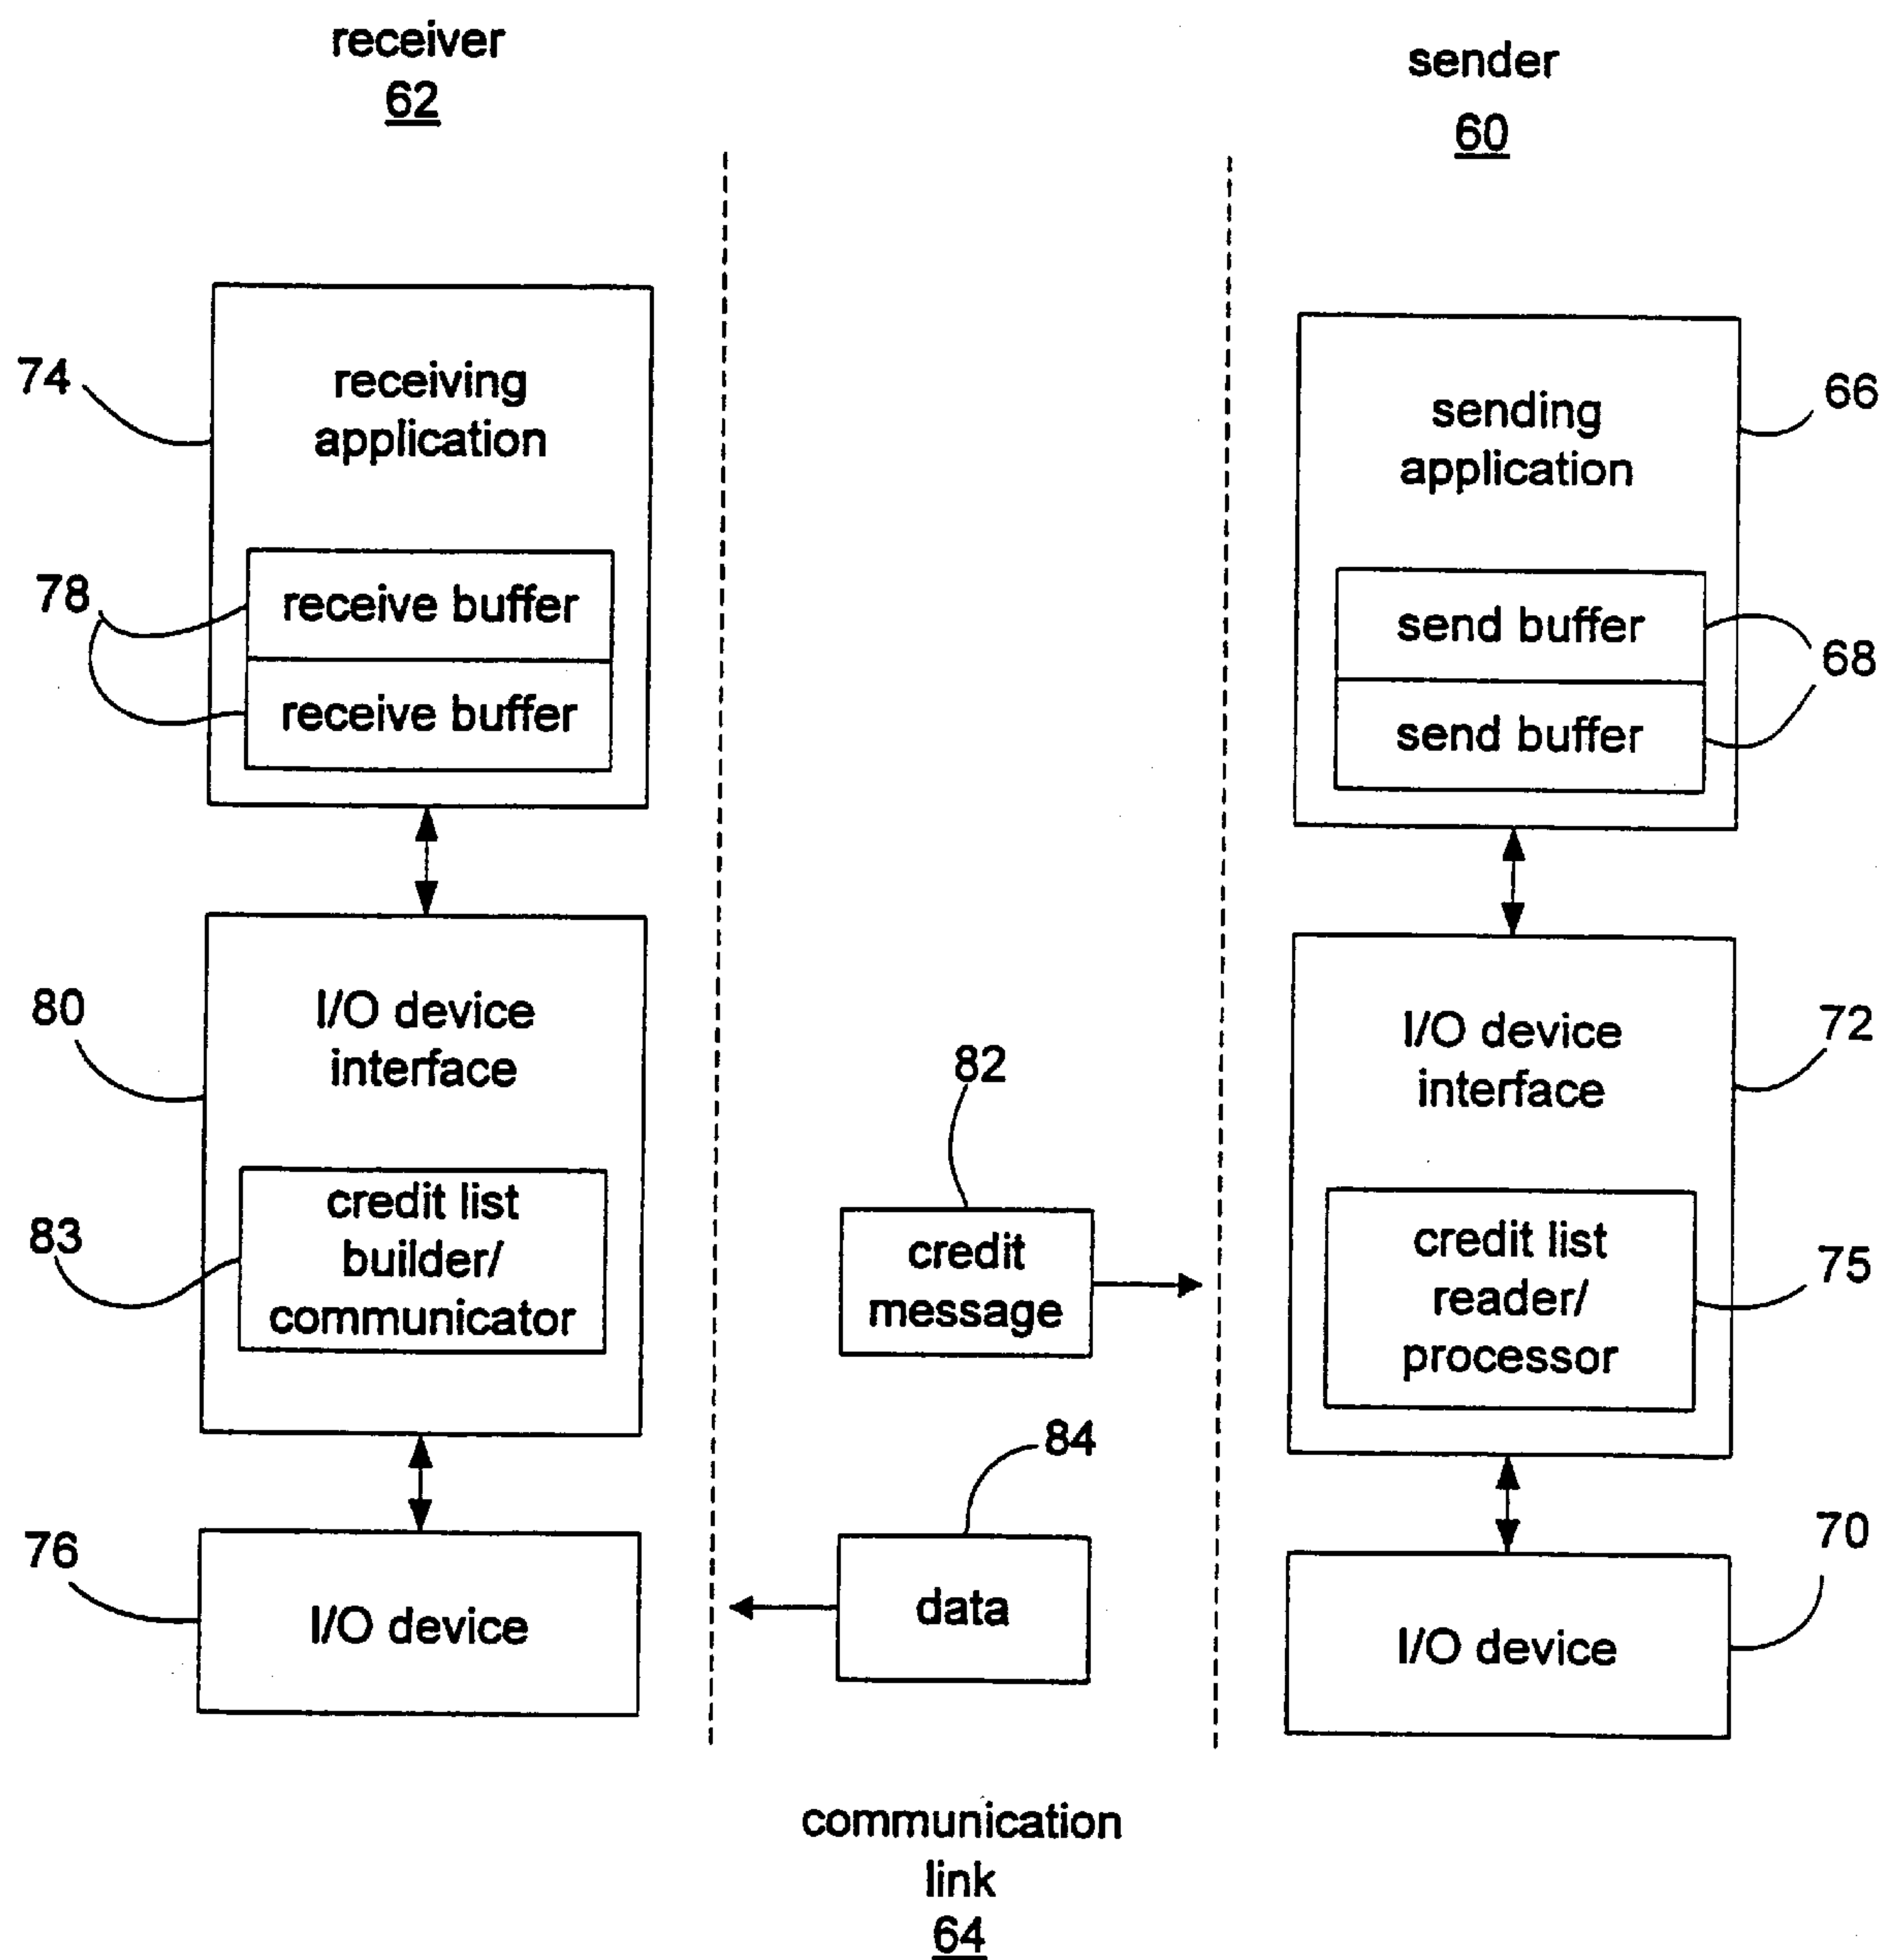 receiver
62
sender
60
74
receiving
application
78
receive buffer
receive buffer
66
sending
application
send buffer
send buffer
68
80
I/O device
interface
83
credit list
builder/
communicator
82
credit
message
72
I/O device
interface
75
credit list
reader/
processor
76
I/O device
84
data
70
I/O device
communication
link
64